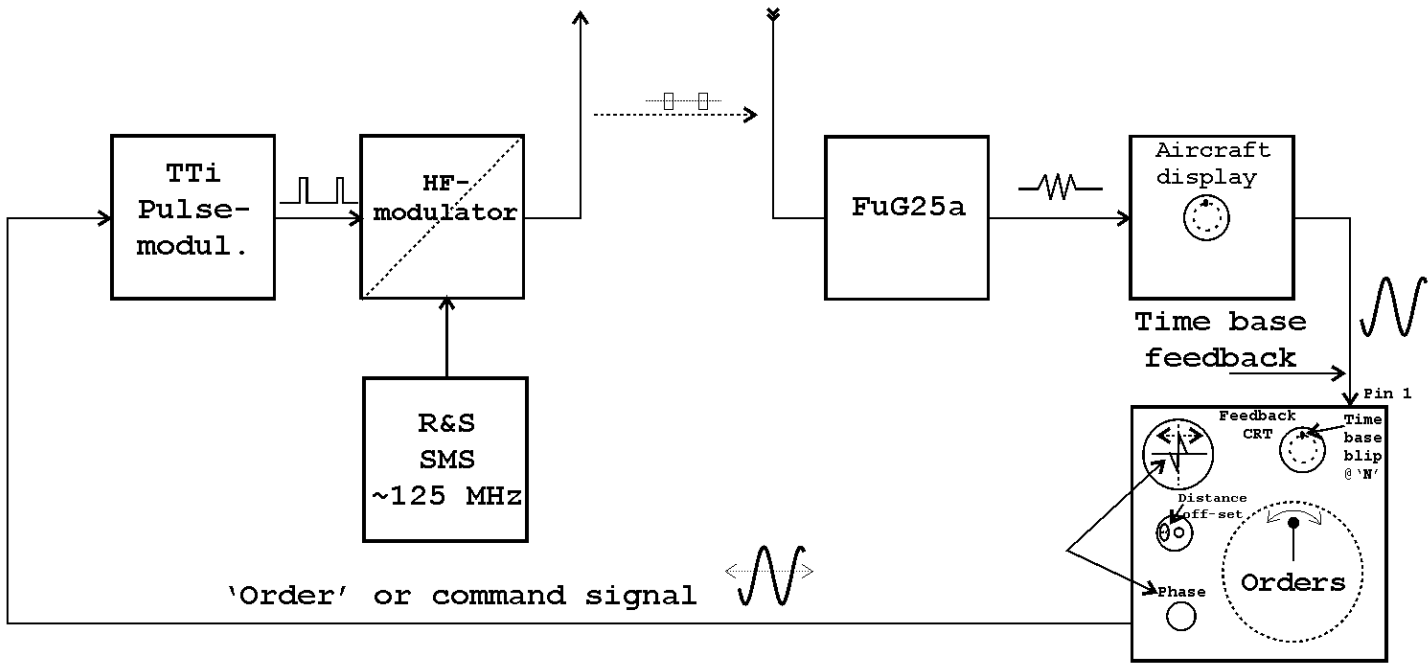 TTi
Pulse-
modul.
HF-
modulator
R&S
SMS
~125 MHz
FuG25a
Aircraft
display
Time base
feedback
Pin 1
Feedback
CRT
Time
base
blip
@ ‘N’
Distance
off-set
Phase
Orders
‘Order’ or command signal